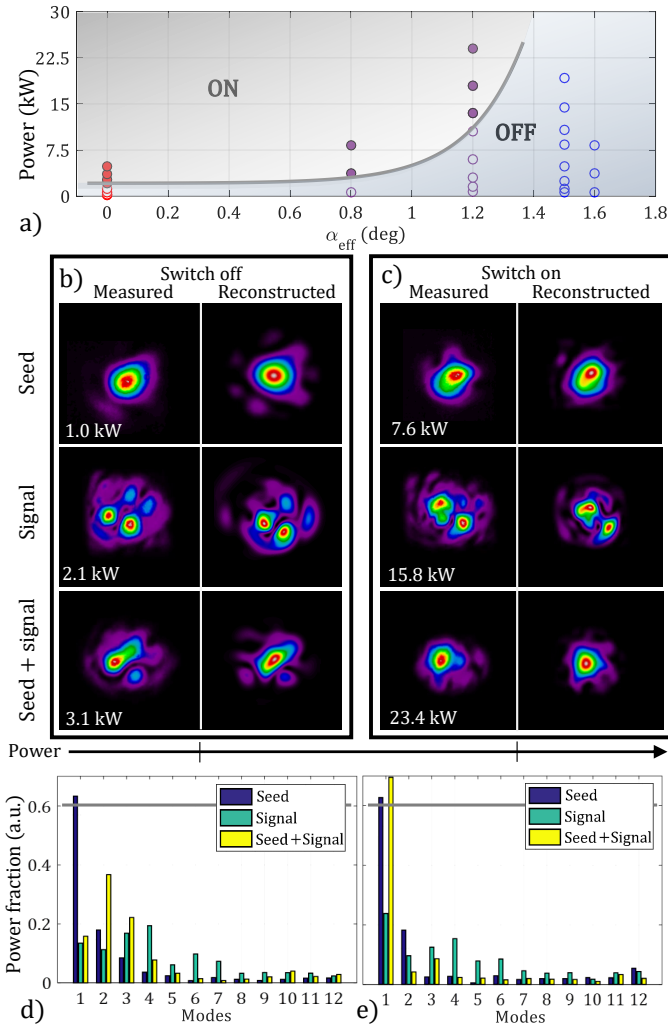 30
22.5
15
7.5
0
Power (kW)
ON
OFF
0 0.2 0.4 0.6 0.8 1 1.2 1.4 1.6 1.8
a)
αeff (deg)
b) Switch off
Measured Reconstructed
c) Switch on
Measured Reconstructed
Seed
1.0 kW
7.6 kW
Signal
2.1 kW
15.8 kW
Seed + signal
3.1 kW
23.4 kW
Power
Power fraction (a.u.)
0.6
0.4
0.2
0
Seed
Signal
Seed+Signal
1 2 3 4 5 6 7 8 9 10 11 12
d) Modes
Seed
Signal
Seed+Signal
1 2 3 4 5 6 7 8 9 10 11 12
e) Modes